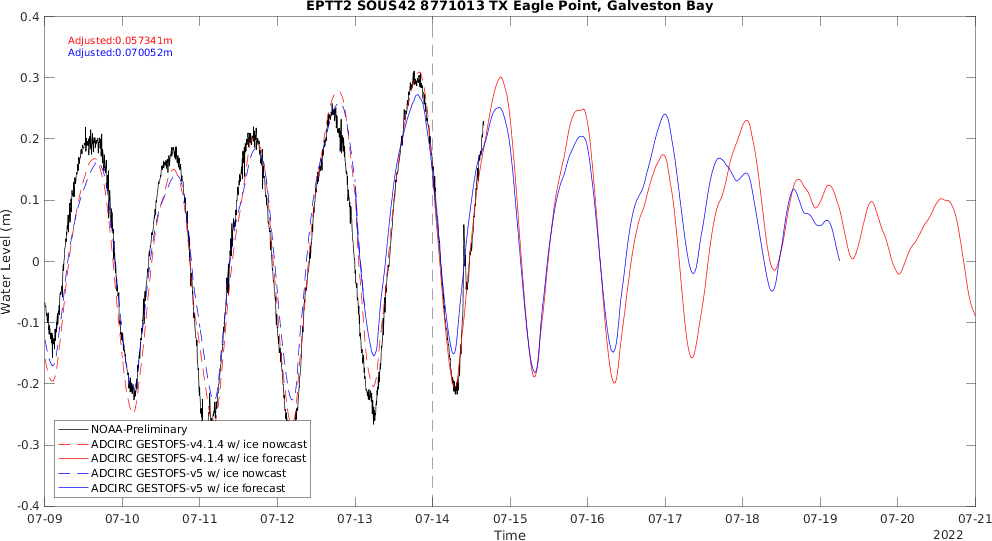 EPTT2 SOUS42 8771013 TX Eagle Point, Galveston Bay
0.4
Adjusted:0.057341m
Adjusted:0.070052m
0.3
0.2
0.1
0
-0.1
-0.2
-0.3
-0.4
Water Level (m)
NOAA-Preliminary
ADCIRC GESTOFS-v4.1.4 w/ ice nowcast
ADCIRC GESTOFS-v4.1.4 w/ ice forecast
ADCIRC GESTOFS-v5 w/ ice nowcast
ADCIRC GESTOFS-v5 w/ ice forecast
07-09 07-10 07-11 07-12 07-13 07-14 07-15 07-16 07-17 07-18 07-19 07-20 07-21
Time
2022